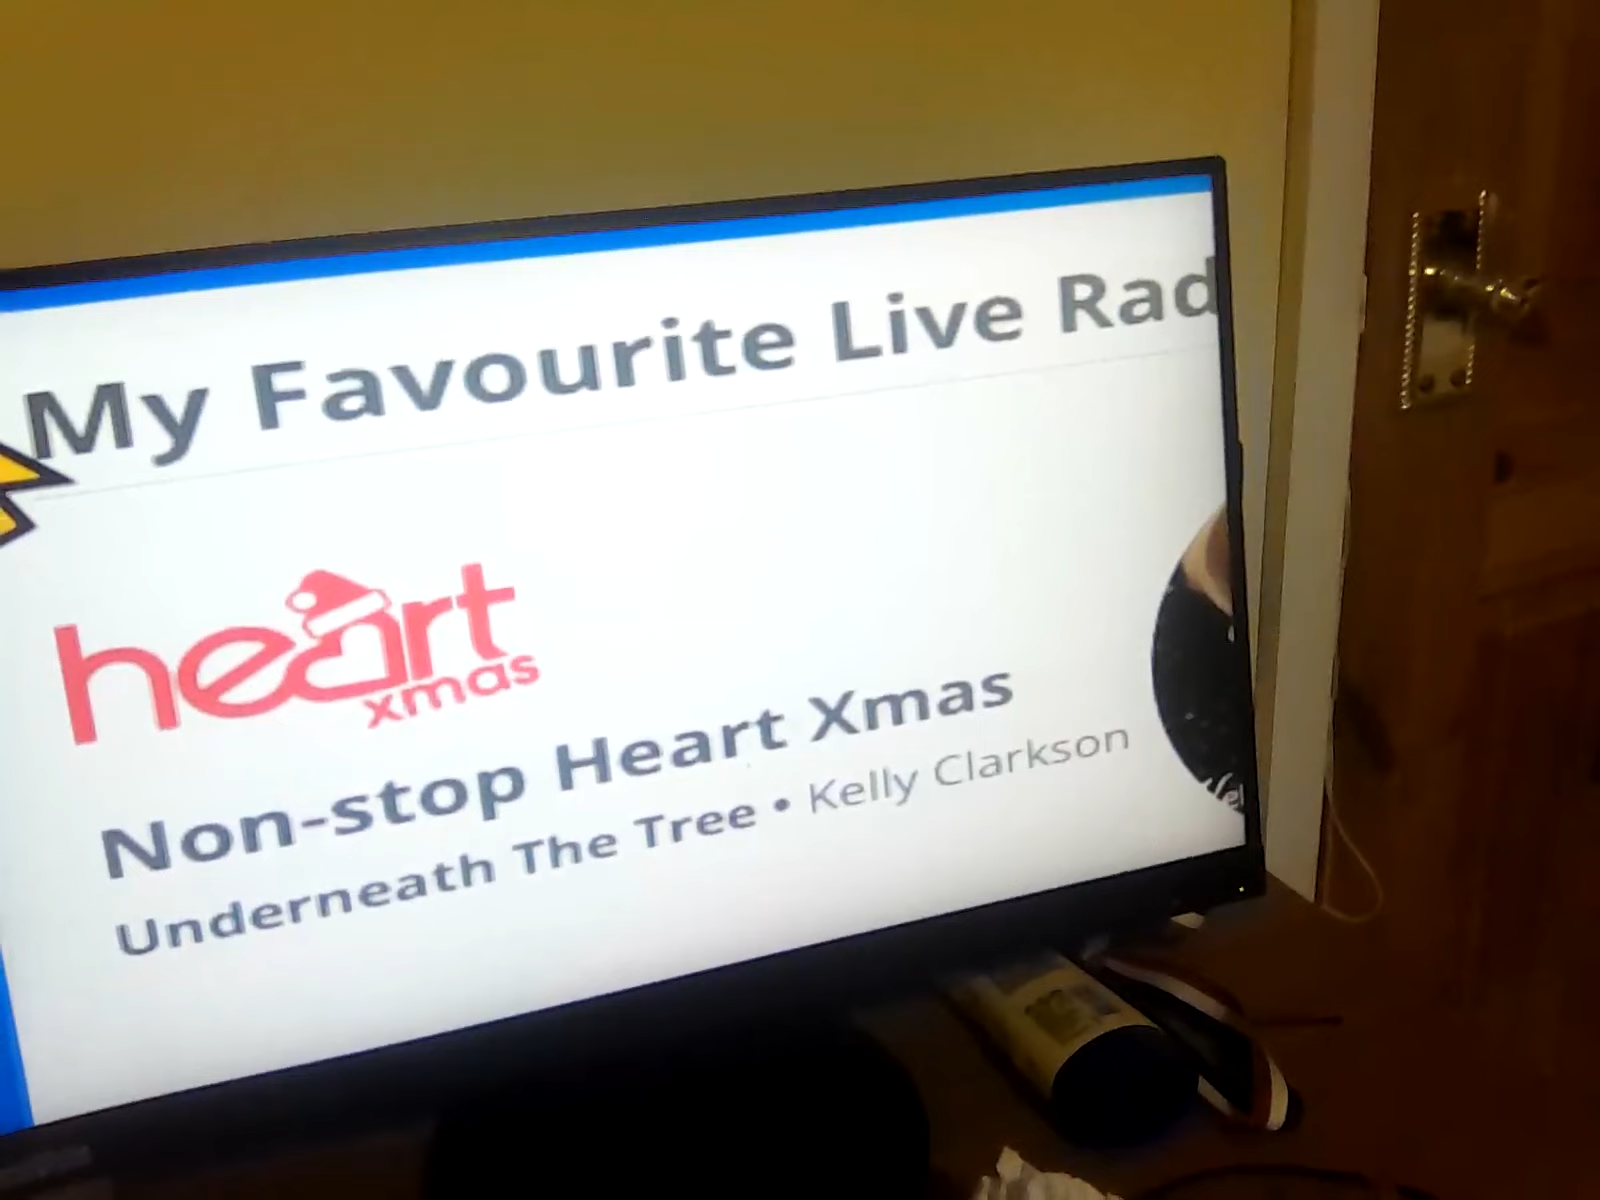 My Favourite Live Rad
heart
xmas
Non-stop Heart Xmas
Underneath The Tree • Kelly Clarkson